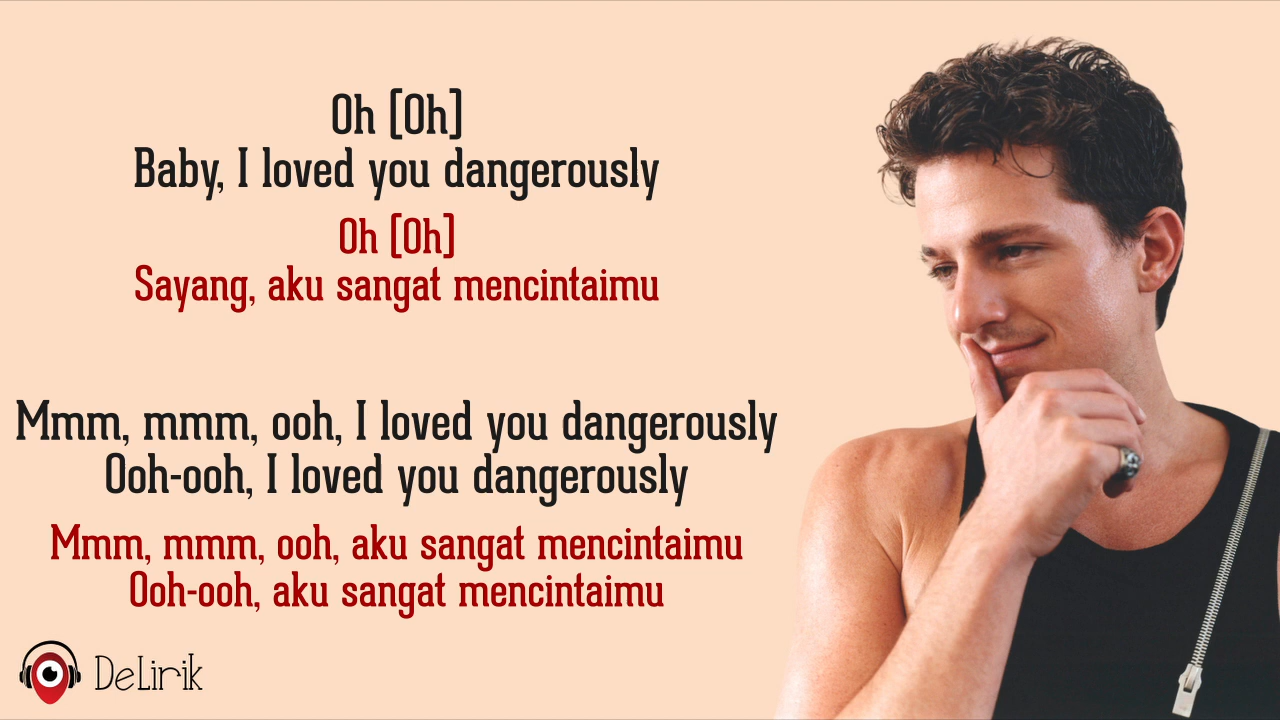 Oh [Oh]
Baby, I loved you dangerously
Oh [Oh]
Sayang, aku sangat mencintaimu
Mmm, mmm, ooh, I loved you dangerously
Ooh-ooh, I loved you dangerously
Mmm, mmm, ooh, aku sangat mencintaimu
Ooh-ooh, aku sangat mencintaimu
DeLirik